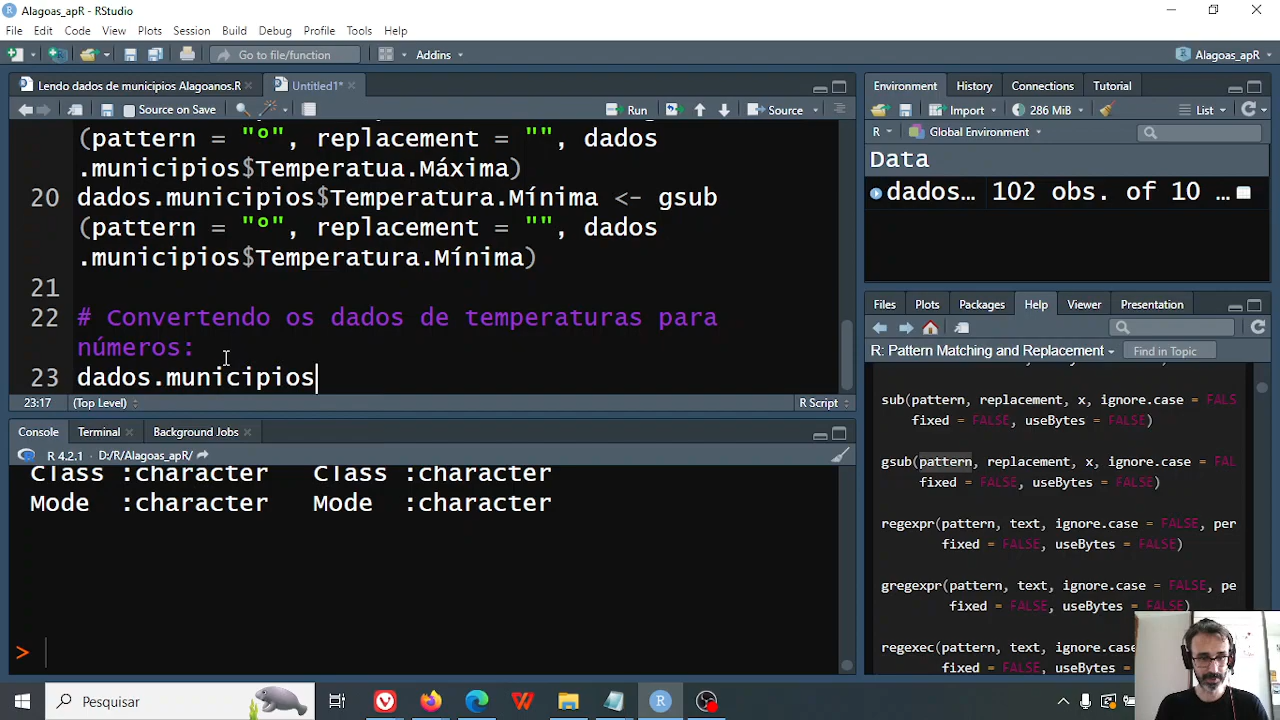 Alagoas_apR - RStudio
File Edit Code View Plots Session Build Debug Profile Tools Help
Go to file/function Addins Alagoas_apR
Lendo dados de municípios Alagoanos.R Untitled1*
Source on Save Run Source
(pattern = "º", replacement = "", dados
.municipios$Temperatua.Máxima)
20 dados.municipios$Temperatura.Mínima <- gsub
(pattern = "º", replacement = "", dados
.municipios$Temperatura.Mínima)
21
22 # Convertendo os dados de temperaturas para
números:
23 dados.municipios
23:17 (Top Level) R Script
Console Terminal Background Jobs
R 4.2.1 · D:/R/Alagoas_apR/
Class :character Class :character
Mode :character Mode :character
>
Environment History Connections Tutorial
Import 286 MiB List
R Global Environment
Data
dados… 102 obs. of 10 …
Files Plots Packages Help Viewer Presentation
R: Pattern Matching and Replacement Find in Topic
sub(pattern, replacement, x, ignore.case = FALS
fixed = FALSE, useBytes = FALSE)
gsub(pattern, replacement, x, ignore.case = FAL
fixed = FALSE, useBytes = FALSE)
regexpr(pattern, text, ignore.case = FALSE, per
fixed = FALSE, useBytes = FALSE)
gregexpr(pattern, text, ignore.case = FALSE, pe
fixed = FALSE, useBytes = FALSE)
regexec(pattern, text, ignore.case = FALSE, pe
fixed = FALSE, useBytes = FALSE)
Pesquisar